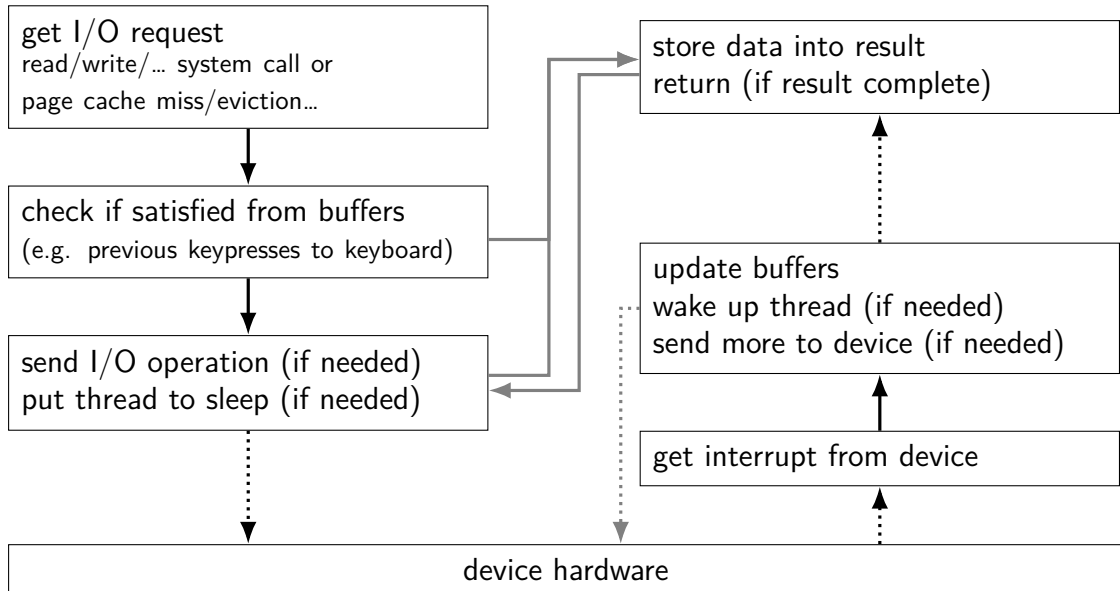 get I/O request
read/write/… system call or
page cache miss/eviction…
check if satisfied from buffers
(e.g. previous keypresses to keyboard)
send I/O operation (if needed)
put thread to sleep (if needed)
store data into result
return (if result complete)
update buffers
wake up thread (if needed)
send more to device (if needed)
get interrupt from device
device hardware